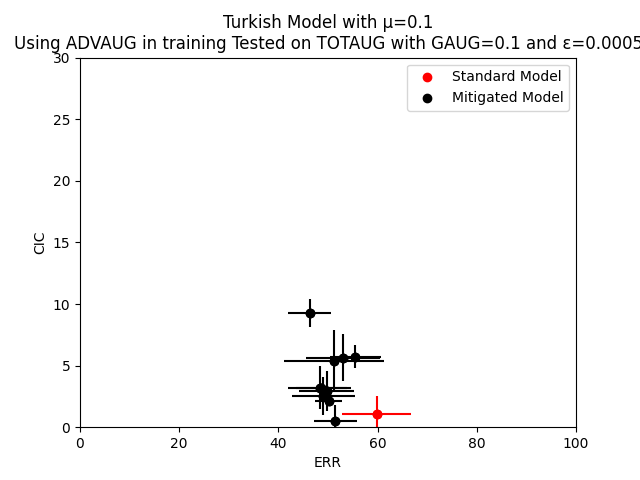 Turkish Model with μ=0.1
Using ADVAUG in training Tested on TOTAUG with GAUG=0.1 and ε=0.0005
Standard Model
Mitigated Model
30
25
20
15
10
5
0
CIC
0 20 40 60 80 100
ERR